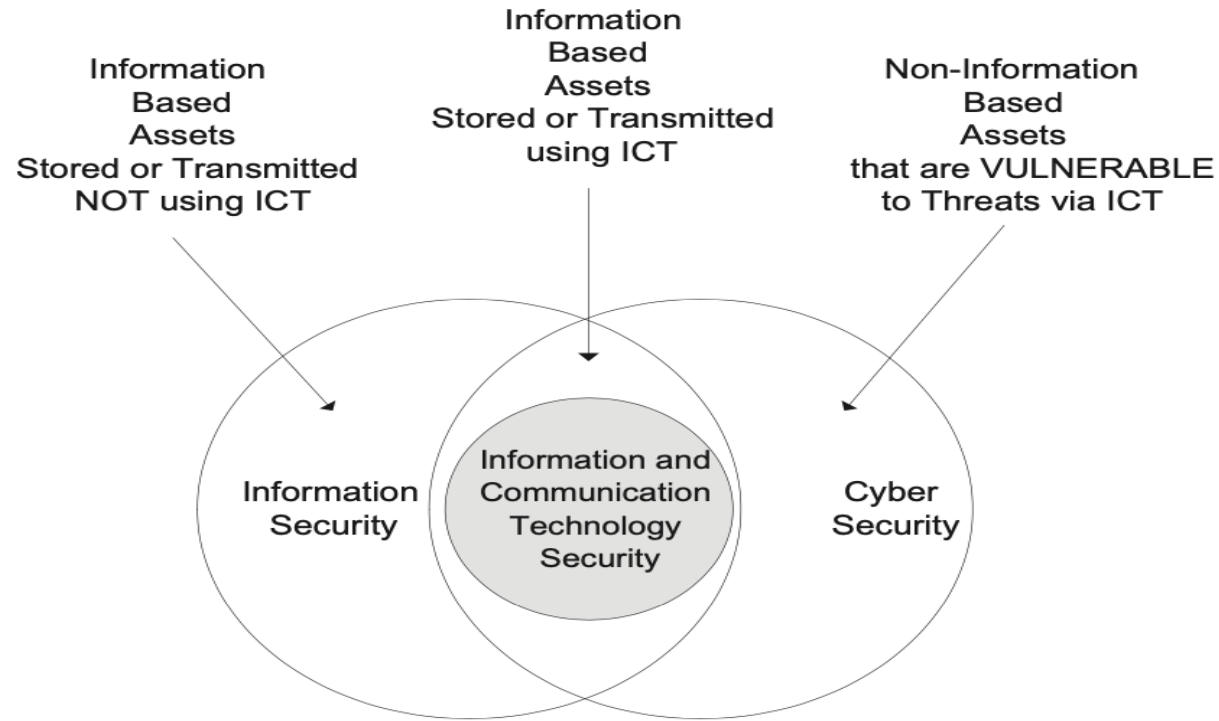 Information
Based
Assets
Stored or Transmitted
NOT using ICT
Information
Based
Assets
Stored or Transmitted
using ICT
Non-Information
Based
Assets
that are VULNERABLE
to Threats via ICT
Information
Security
Information and
Communication
Technology
Security
Cyber
Security